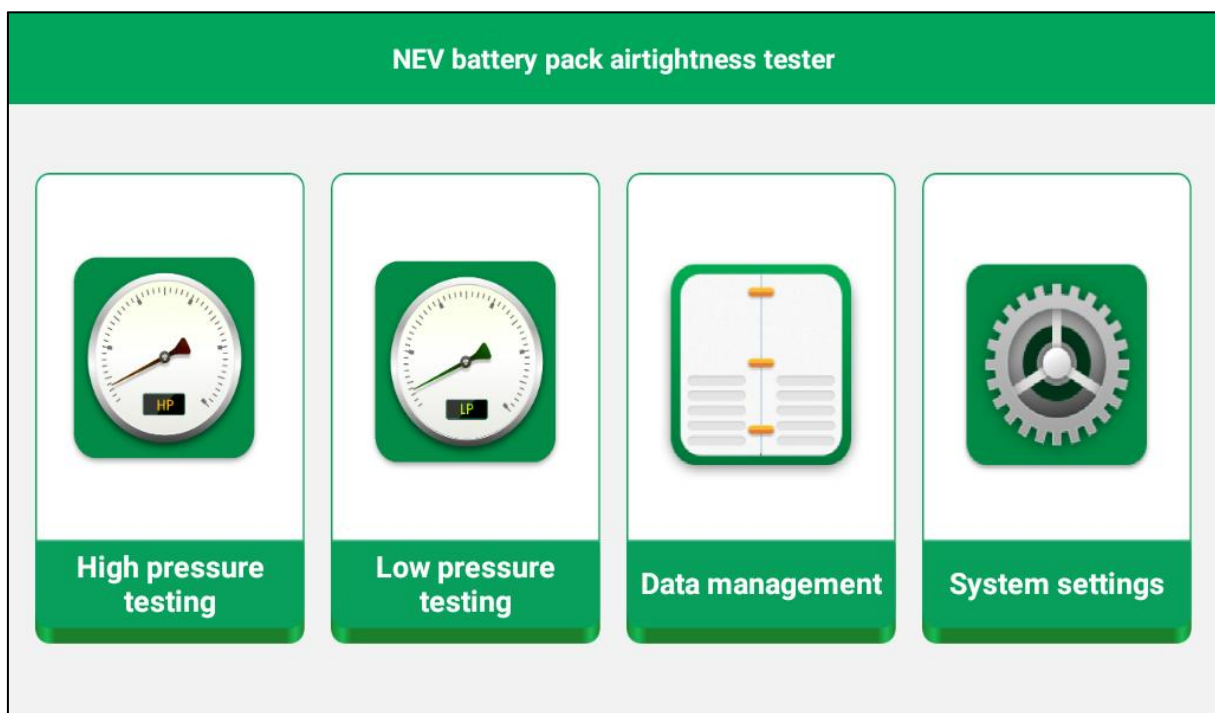 NEV battery pack airtightness tester
HP
LP
High pressure
testing
Low pressure
testing
Data management
System settings